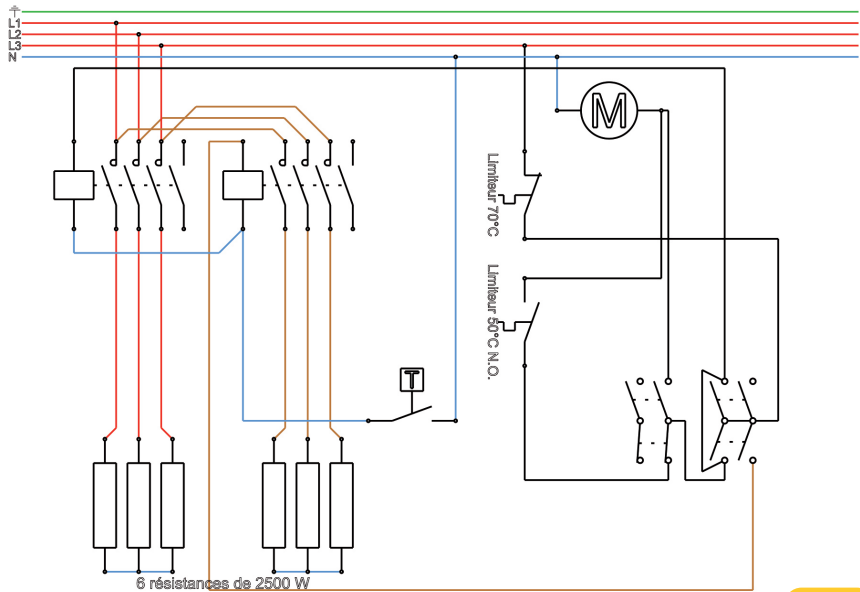 L1
L2
L3
N
M
Limiteur 70°C
Limiteur 50°C N.O.
T
6 résistances de 2500 W